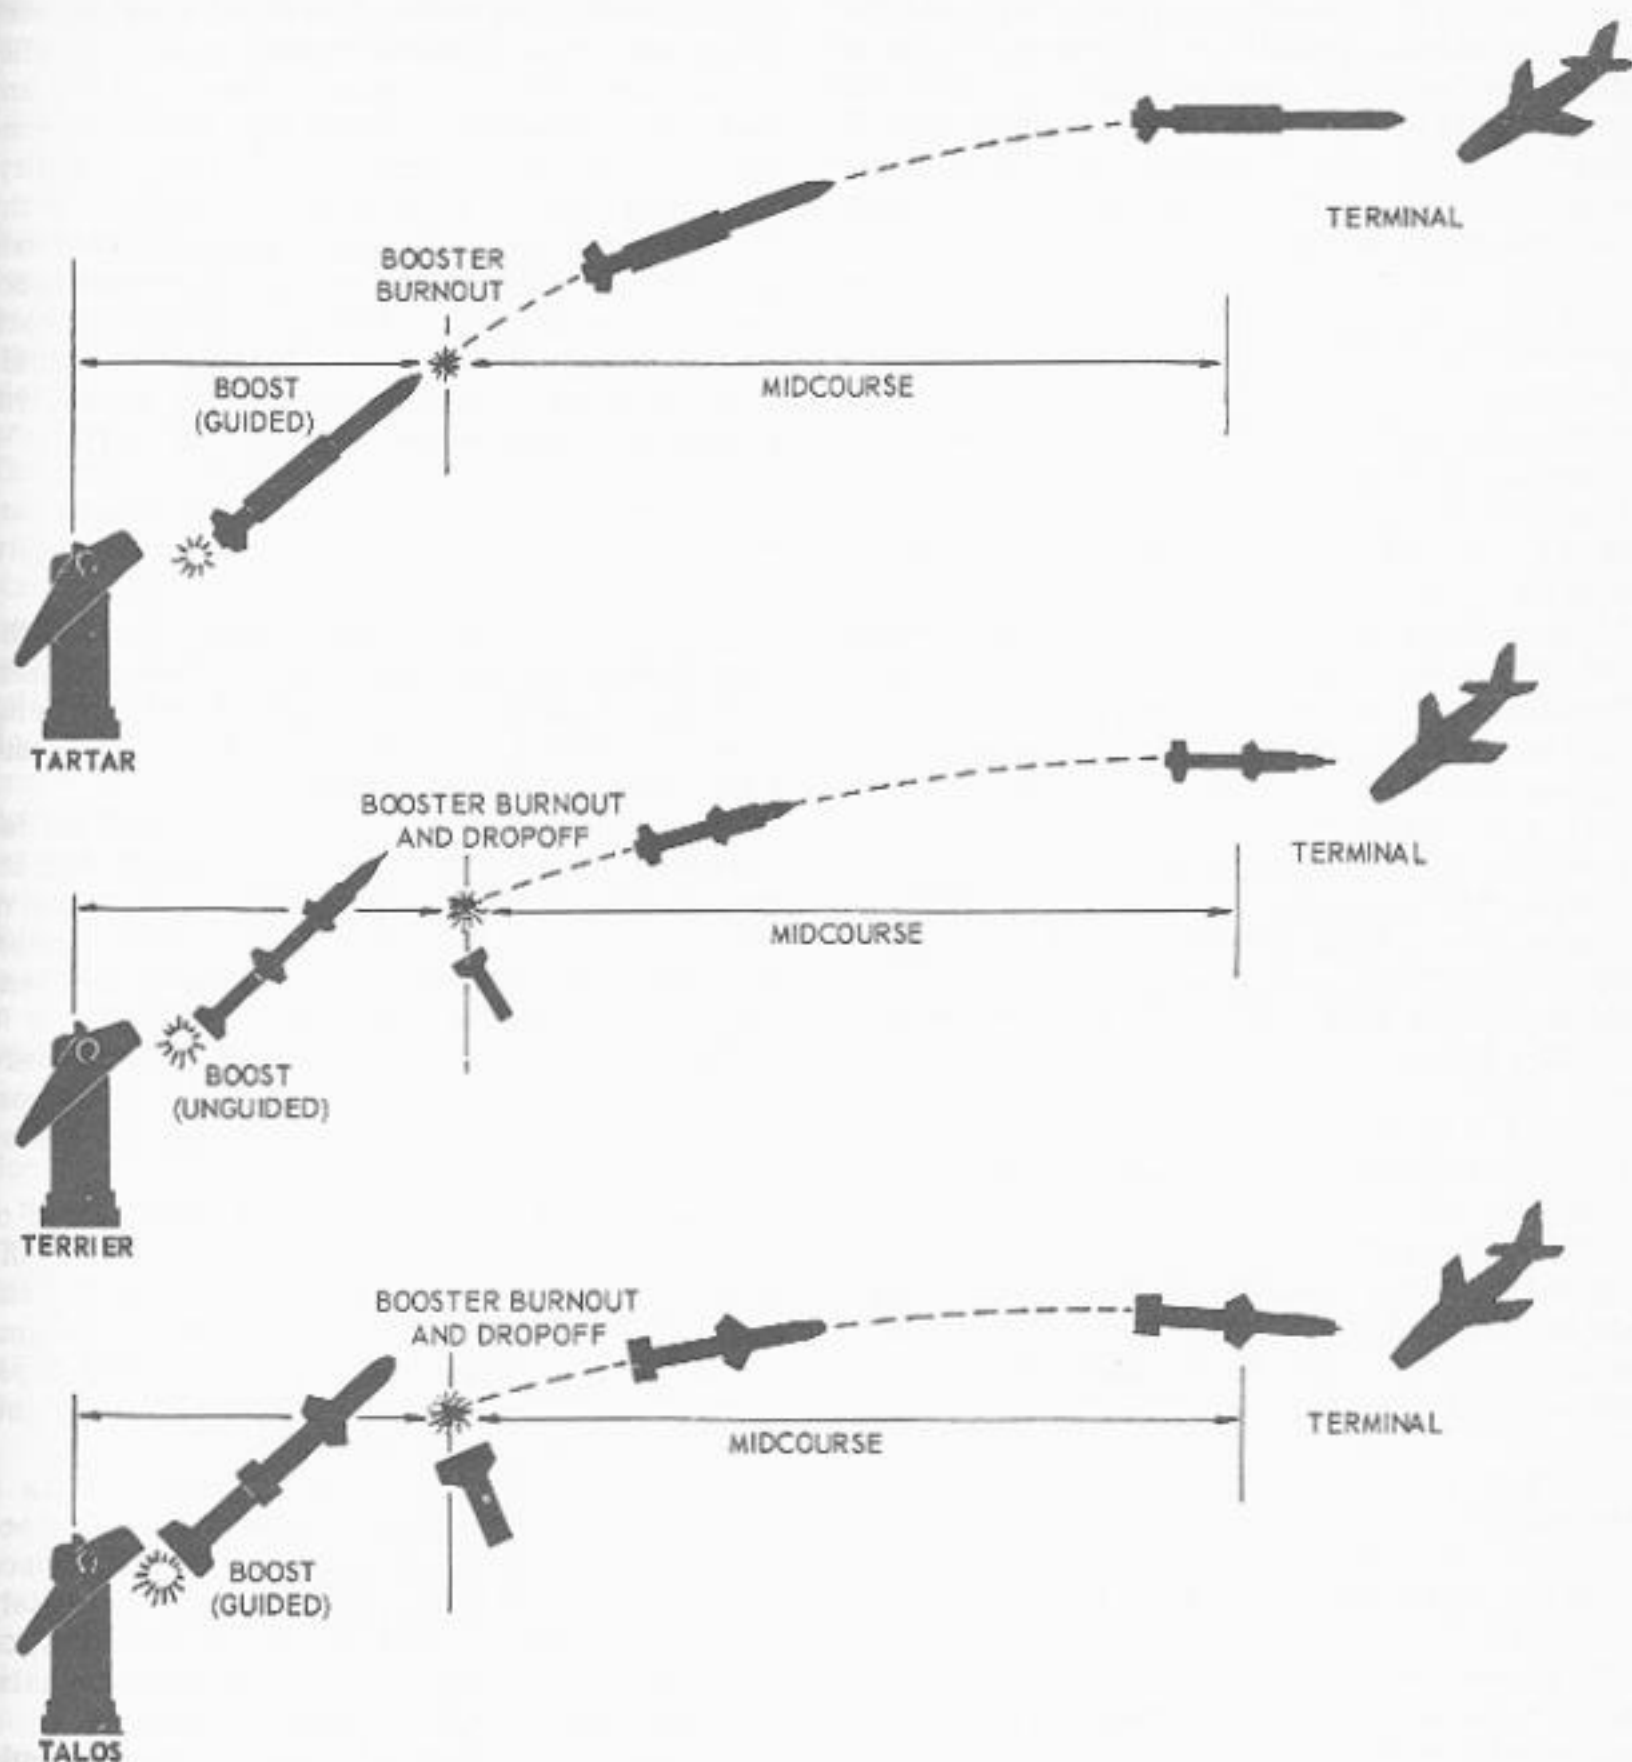 TERMINAL
BOOSTER
BURNOUT
BOOST
(GUIDED)
MIDCOURSE
TARTAR
BOOSTER BURNOUT
AND DROPOFF
TERMINAL
MIDCOURSE
BOOST
(UNGUIDED)
TERRIER
BOOSTER BURNOUT
AND DROPOFF
TERMINAL
MIDCOURSE
BOOST
(GUIDED)
TALOS